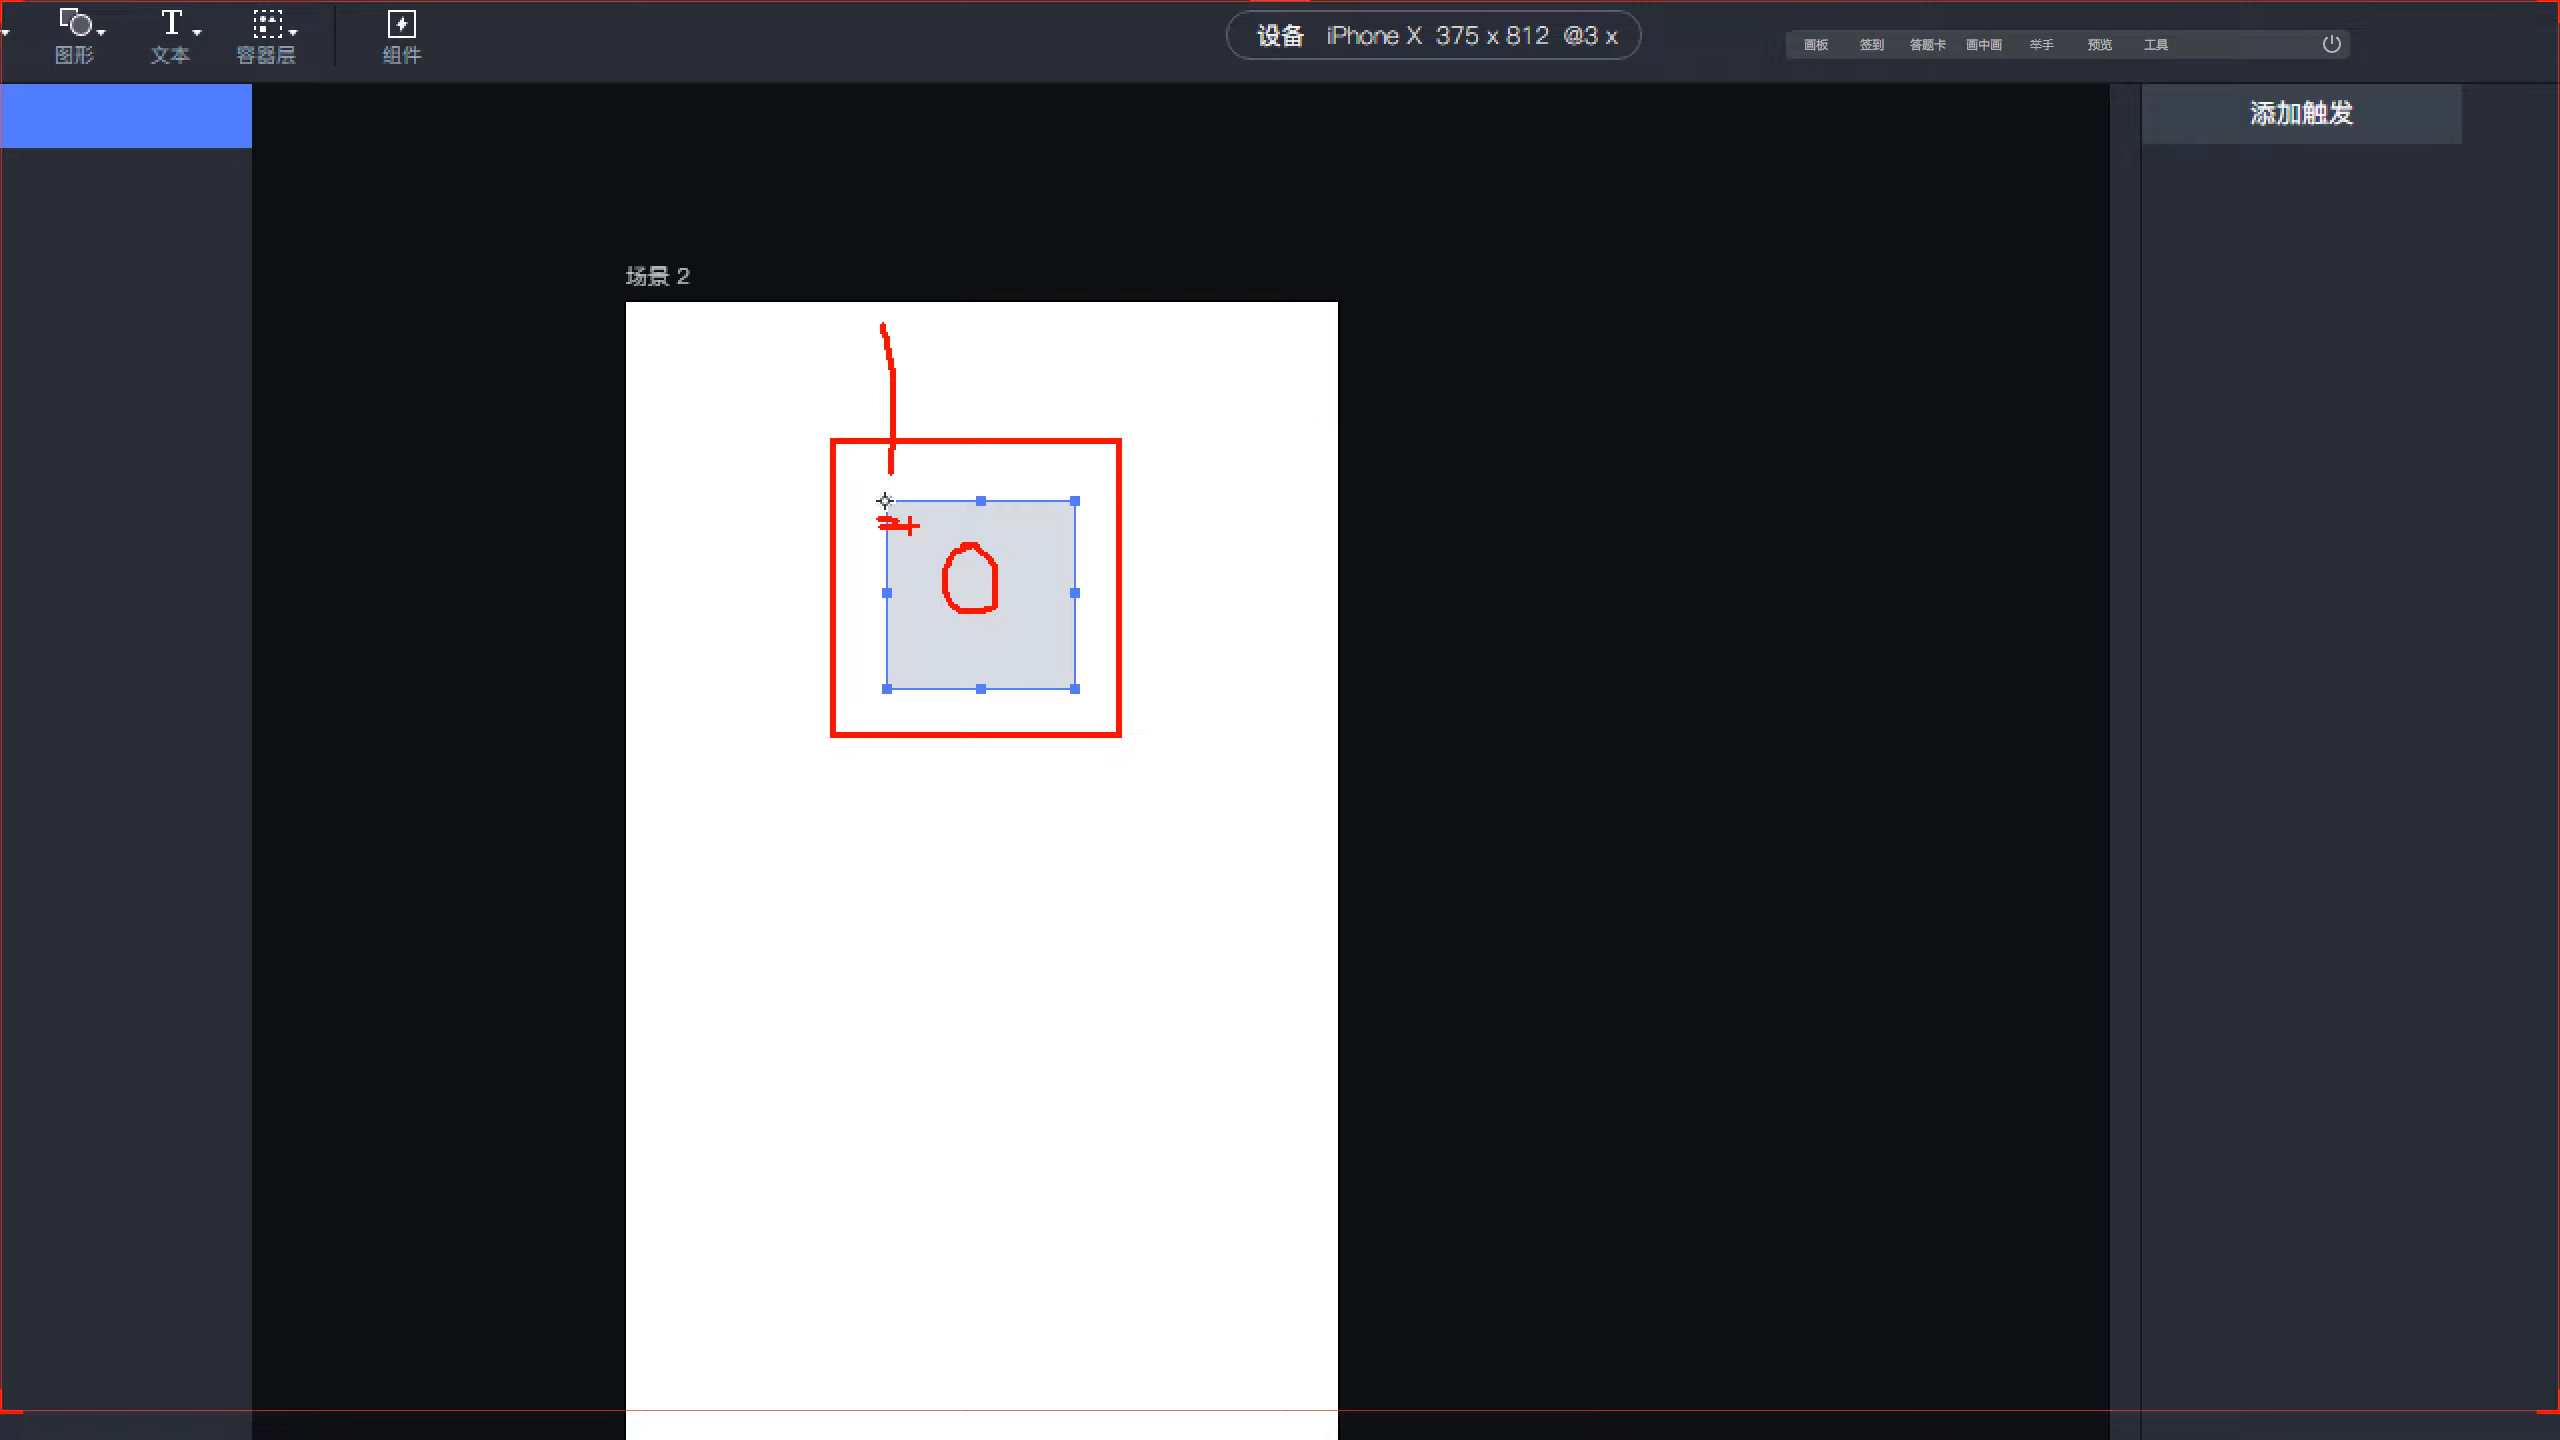 图形 文本 容器层 组件
设备 iPhone X 375 x 812 @3 x
画板 签到 答题卡 画中画 举手 预览 工具
添加触发
场景 2